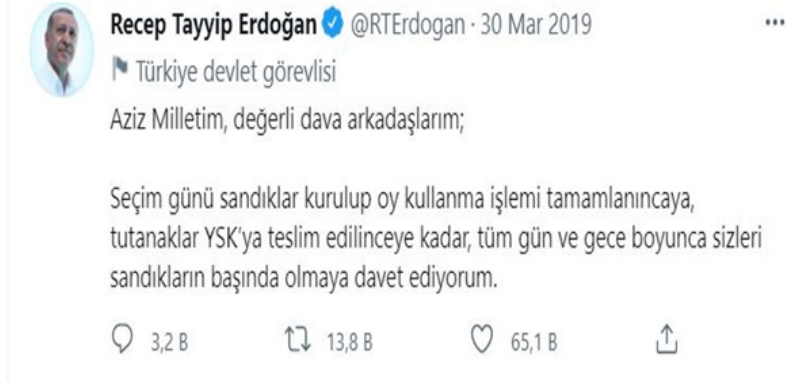 Recep Tayyip Erdoğan @RTErdogan · 30 Mar 2019
Türkiye devlet görevlisi
Aziz Milletim, değerli dava arkadaşlarım;
Seçim günü sandıklar kurulup oy kullanma işlemi tamamlanıncaya,
tutanaklar YSK'ya teslim edilinceye kadar, tüm gün ve gece boyunca sizleri
sandıkların başında olmaya davet ediyorum.
3,2 B 13,8 B 65,1 B